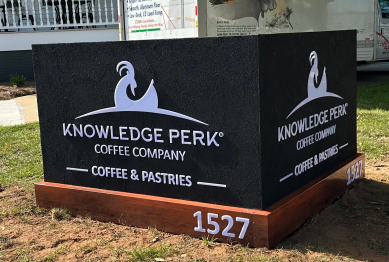 KNOWLEDGE PERK
COFFEE COMPANY
COFFEE & PASTRIES
1527
KNOWLEDGE PERK®
COFFEE COMPANY
COFFEE & PASTRIES
1527